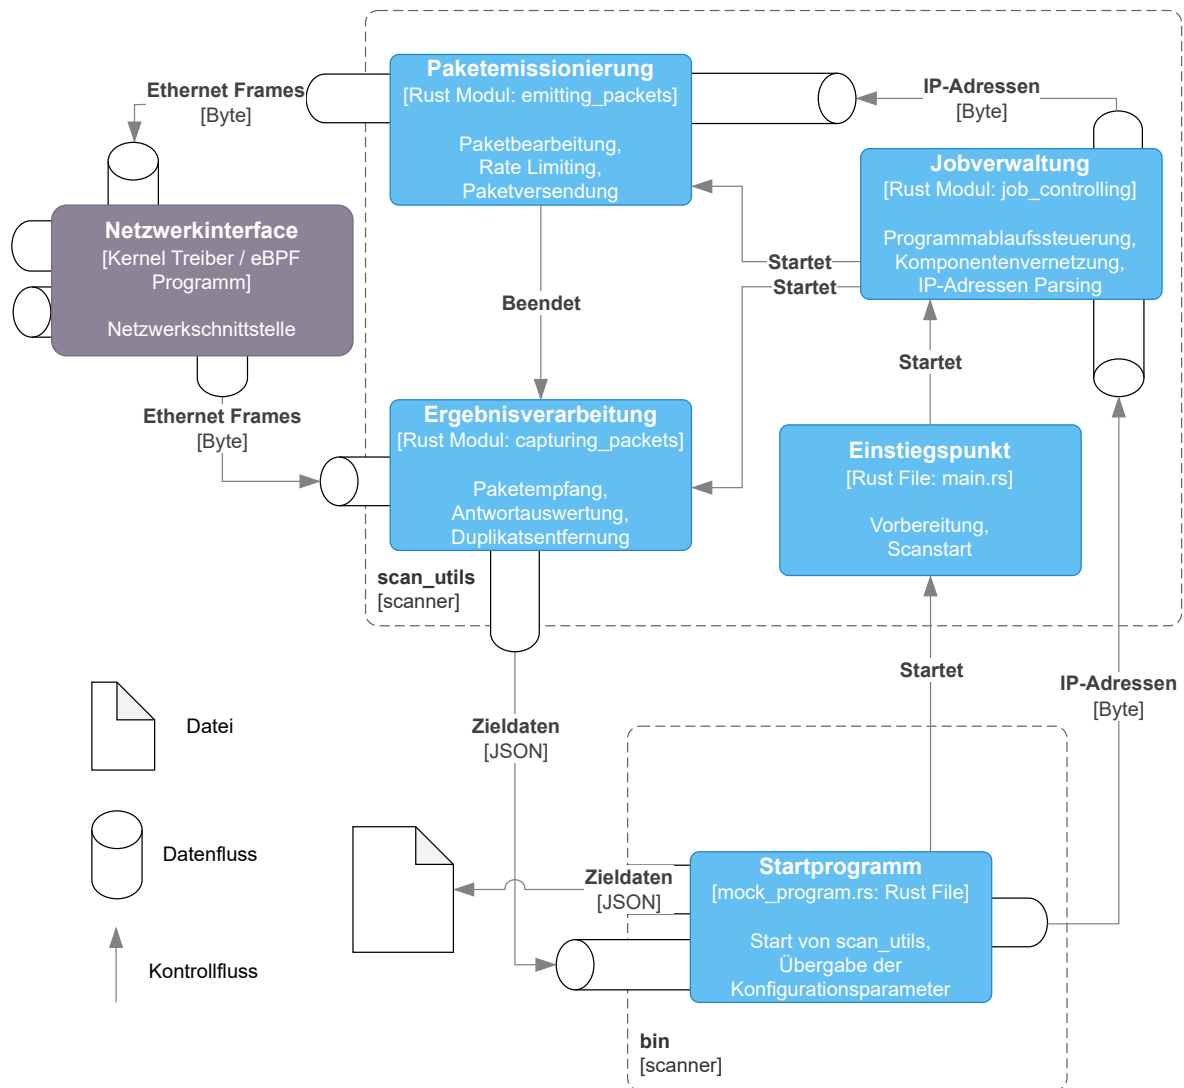 Paketemissionierung
[Rust Modul: emitting_packets]
Paketbearbeitung,
Rate Limiting,
Paketversendung
Ethernet Frames
[Byte]
IP-Adressen
[Byte]
Jobverwaltung
[Rust Modul: job_controlling]
Programmablaufssteuerung,
Komponentenvernetzung,
IP-Adressen Parsing
Netzwerkinterface
[Kernel Treiber / eBPF
Programm]
Netzwerkschnittstelle
Startet
Startet
Beendet
Startet
Ethernet Frames
[Byte]
Ergebnisverarbeitung
[Rust Modul: capturing_packets]
Paketempfang,
Antwortauswertung,
Duplikatsentfernung
Einstiegspunkt
[Rust File: main.rs]
Vorbereitung,
Scanstart
scan_utils
[scanner]
Startet
IP-Adressen
[Byte]
Zieldaten
[JSON]
Datei
Datenfluss
Kontrollfluss
Zieldaten
[JSON]
Startprogramm
[mock_program.rs: Rust File]
Start von scan_utils,
Übergabe der
Konfigurationsparameter
bin
[scanner]